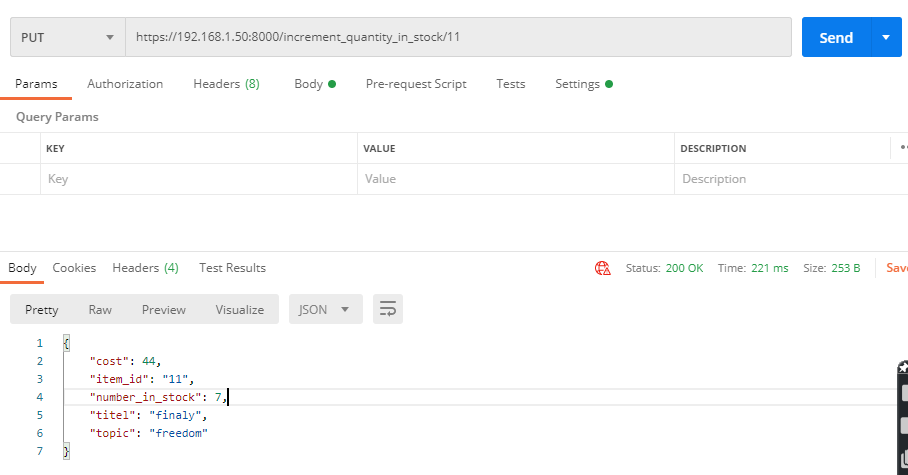 PUT https://192.168.1.50:8000/increment_quantity_in_stock/11 Send
Params Authorization Headers (8) Body Pre-request Script Tests Settings
Query Params
KEY VALUE DESCRIPTION
Key Value Description
Body Cookies Headers (4) Test Results Status: 200 OK Time: 221 ms Size: 253 B Save
Pretty Raw Preview Visualize JSON
1 {
2 "cost": 44,
3 "item_id": "11",
4 "number_in_stock": 7,
5 "titel": "finaly",
6 "topic": "freedom"
7 }